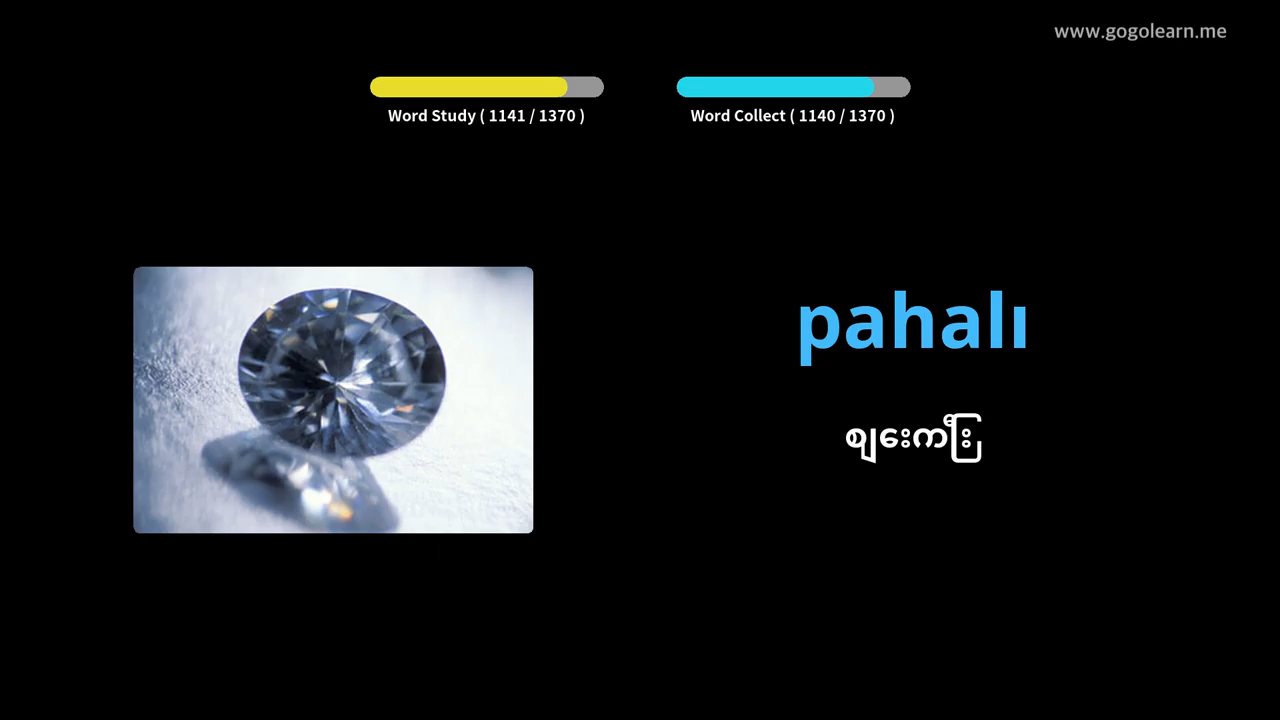 www.gogolearn.me
Word Study ( 1141 / 1370 )
Word Collect ( 1140 / 1370 )
pahalı
ဈေးကြီး